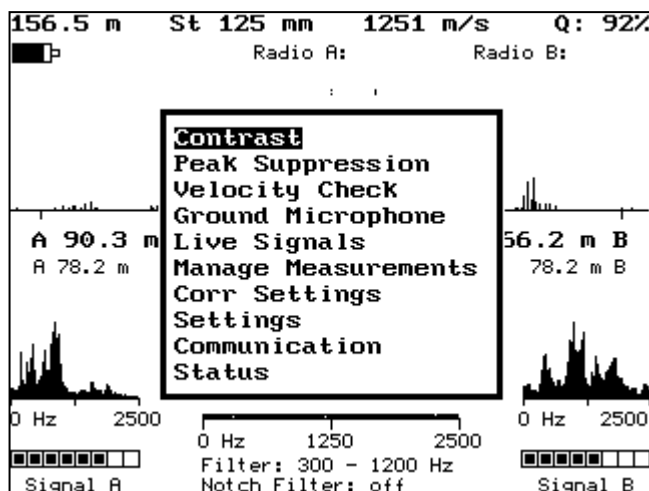 156.5 m St 125 mm 1251 m/s Q: 92%
Radio A: Radio B:
Contrast
Peak Suppression
Velocity Check
Ground Microphone
Live Signals
Manage Measurements
Corr Settings
Settings
Communication
Status
A 90.3 m 66.2 m B
A 78.2 m 78.2 m B
0 Hz 2500
0 Hz 1250 2500
0 Hz 2500
Filter: 300 - 1200 Hz
Notch Filter: off
Signal A Signal B